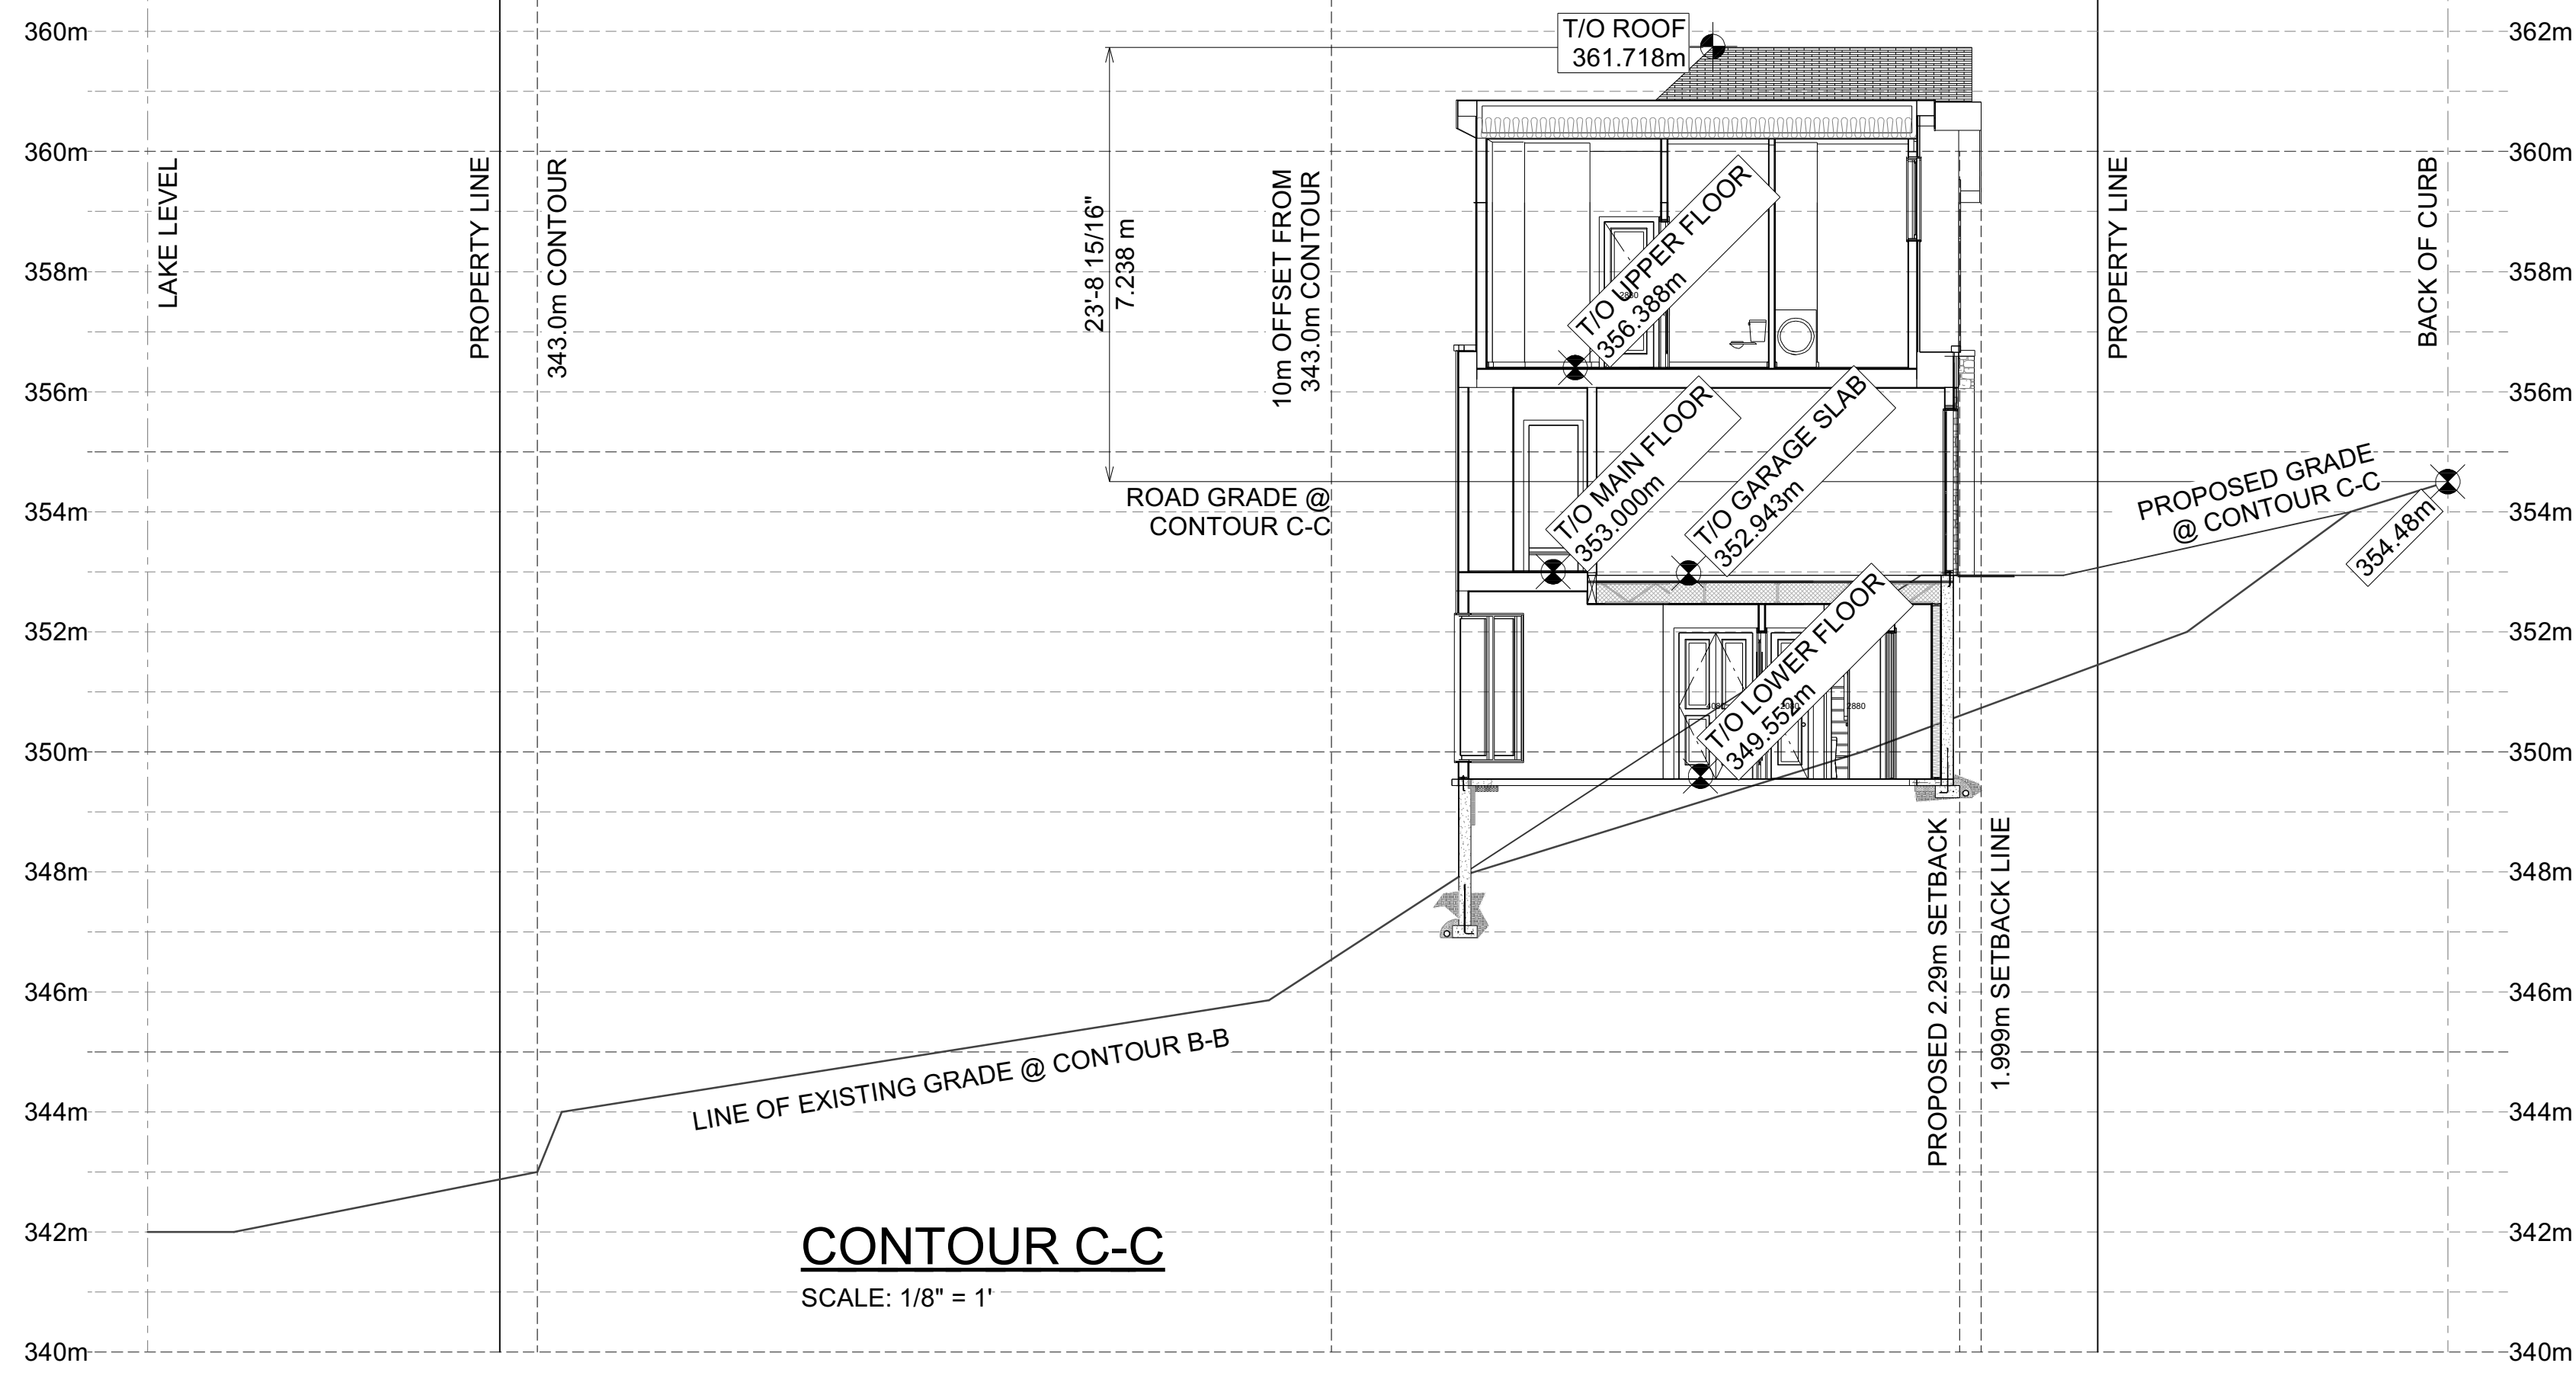 360m
362m
T/O ROOF
361.718m
360m
360m
LAKE LEVEL
PROPERTY LINE
343.0m CONTOUR
23'-8 15/16"
7.238 m
10m OFFSET FROM
343.0m CONTOUR
PROPERTY LINE
BACK OF CURB
358m
358m
T/O UPPER FLOOR
356.388m
2880
356m
356m
T/O MAIN FLOOR
353.000m
T/O GARAGE SLAB
352.943m
ROAD GRADE @
CONTOUR C-C
PROPOSED GRADE
@ CONTOUR C-C
354.48m
354m
354m
352m
352m
T/O LOWER FLOOR
349.552m
2080
2880
350m
350m
348m
348m
PROPOSED 2.29m SETBACK
1.999m SETBACK LINE
346m
346m
LINE OF EXISTING GRADE @ CONTOUR B-B
344m
344m
342m
342m
CONTOUR C-C
SCALE: 1/8" = 1'
340m
340m